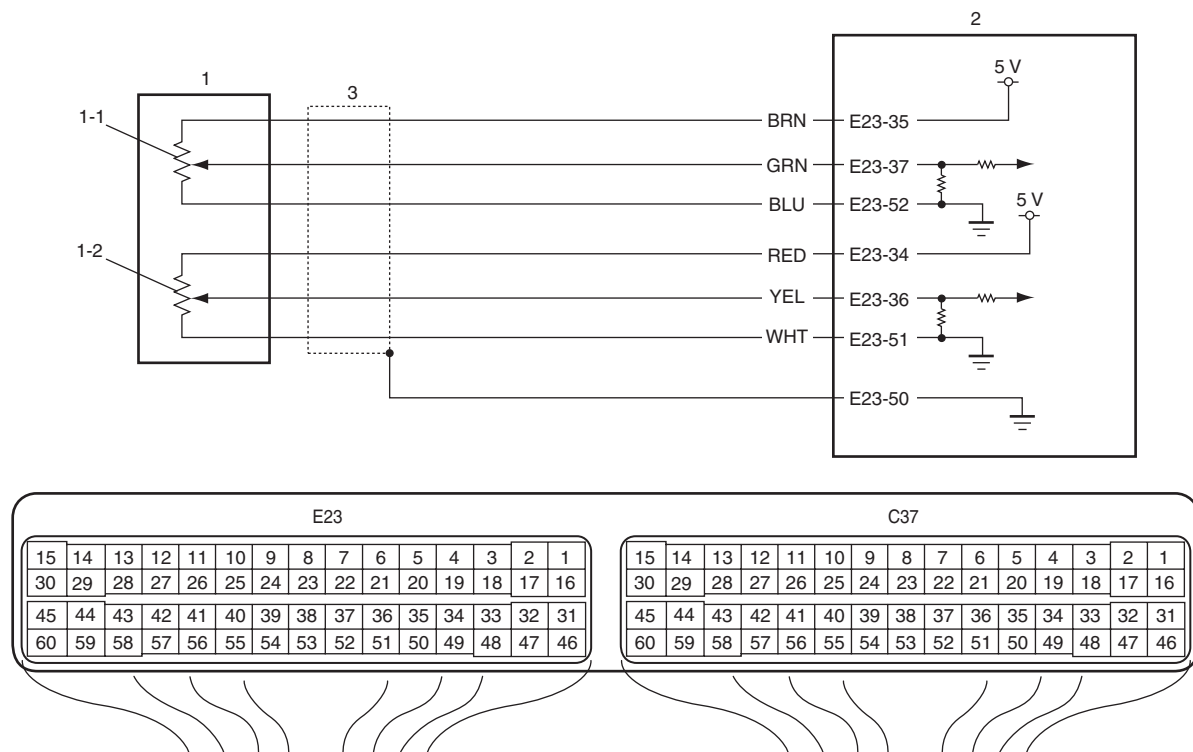 2
5 V
1
3
1-1
BRN E23-35
GRN E23-37
BLU E23-52
5 V
1-2
RED E23-34
YEL E23-36
WHT E23-51
E23-50
E23
15 14 13 12 11 10 9 8 7 6 5 4 3 2 1
30 29 28 27 26 25 24 23 22 21 20 19 18 17 16
45 44 43 42 41 40 39 38 37 36 35 34 33 32 31
60 59 58 57 56 55 54 53 52 51 50 49 48 47 46
C37
15 14 13 12 11 10 9 8 7 6 5 4 3 2 1
30 29 28 27 26 25 24 23 22 21 20 19 18 17 16
45 44 43 42 41 40 39 38 37 36 35 34 33 32 31
60 59 58 57 56 55 54 53 52 51 50 49 48 47 46